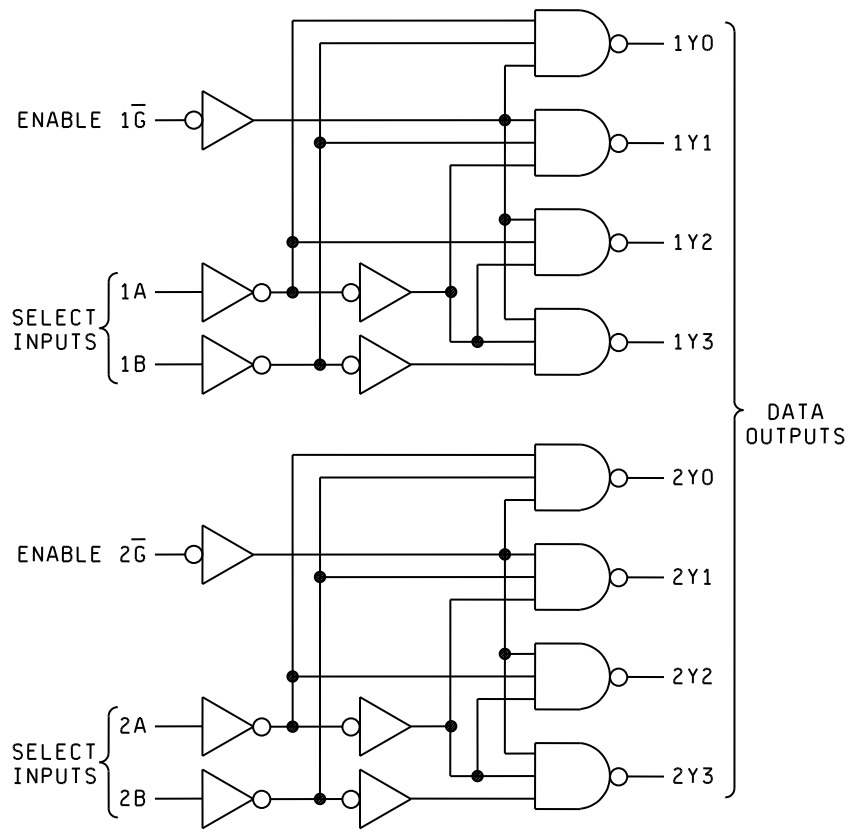 1Y0
ENABLE 1G̅
1Y1
1Y2
1A
SELECT
INPUTS
1B
1Y3
DATA
OUTPUTS
2Y0
ENABLE 2G̅
2Y1
2Y2
2A
SELECT
INPUTS
2B
2Y3